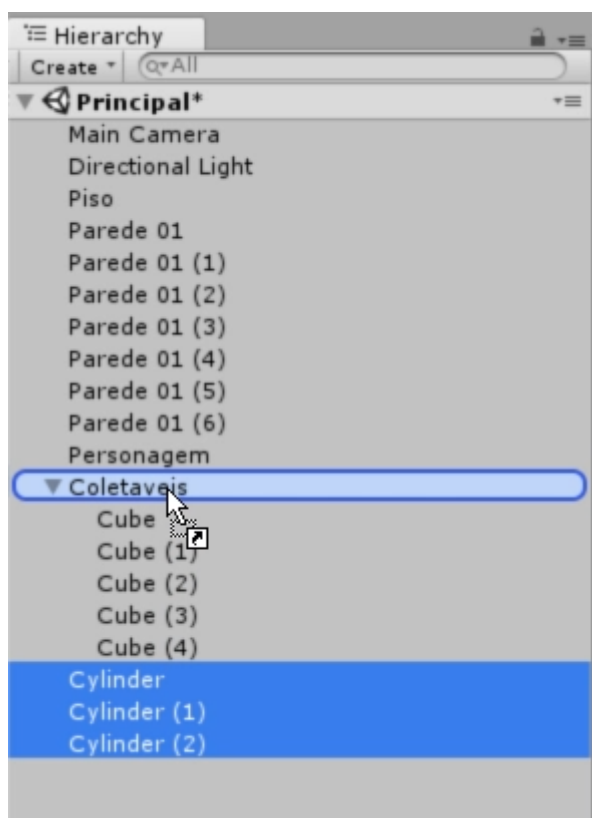 Hierarchy
Create All
Principal*
Main Camera
Directional Light
Piso
Parede 01
Parede 01 (1)
Parede 01 (2)
Parede 01 (3)
Parede 01 (4)
Parede 01 (5)
Parede 01 (6)
Personagem
Coletaveis
Cube
Cube (1)
Cube (2)
Cube (3)
Cube (4)
Cylinder
Cylinder (1)
Cylinder (2)